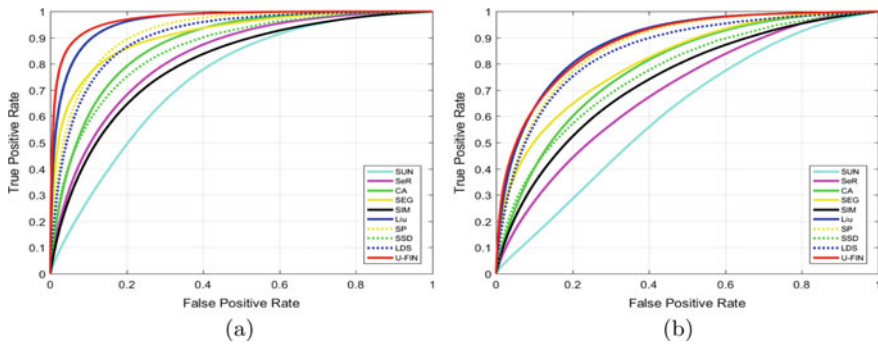 1
0.9
0.8
0.7
0.6
0.5
0.4
0.3
0.2
0.1
0
True Positive Rate
0 0.2 0.4 0.6 0.8 1
False Positive Rate
SUN
SeR
CA
SEG
SIM
Liu
SP
SSD
LDS
U-FIN
(a)
1
0.9
0.8
0.7
0.6
0.5
0.4
0.3
0.2
0.1
0
True Positive Rate
0 0.2 0.4 0.6 0.8 1
False Positive Rate
SUN
SeR
CA
SEG
SIM
Liu
SP
SSD
LDS
U-FIN
(b)